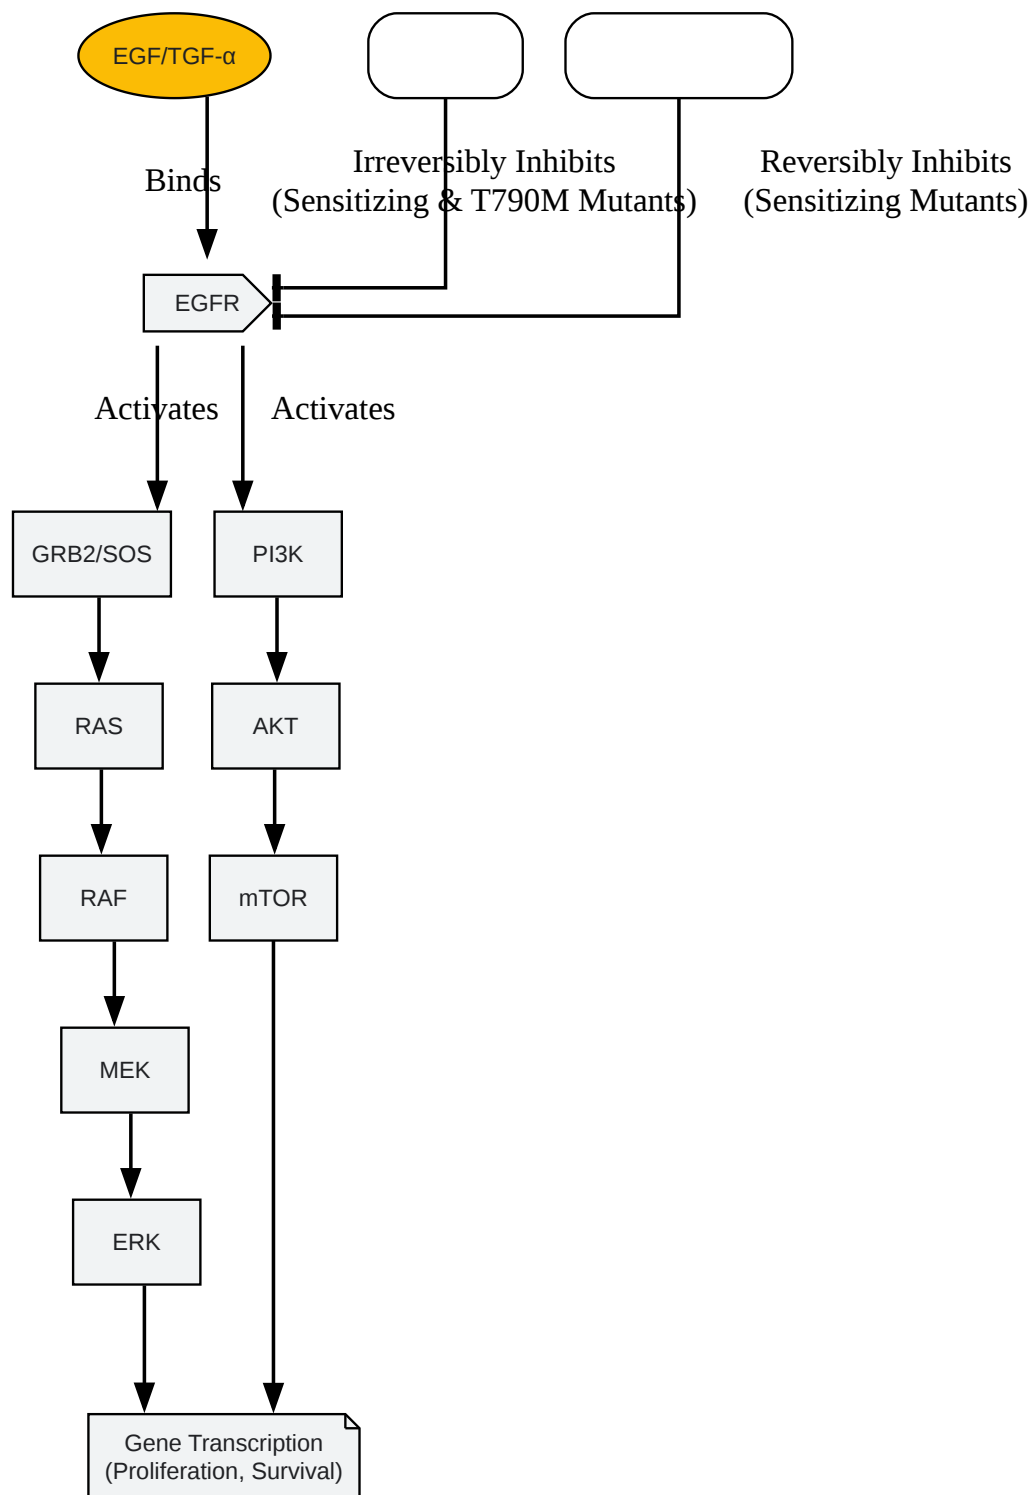 EGF/TGF-α
Binds
Irreversibly Inhibits
(Sensitizing & T790M Mutants)
Reversibly Inhibits
(Sensitizing Mutants)
EGFR
Activates
Activates
GRB2/SOS
PI3K
RAS
AKT
RAF
mTOR
MEK
ERK
Gene Transcription
(Proliferation, Survival)